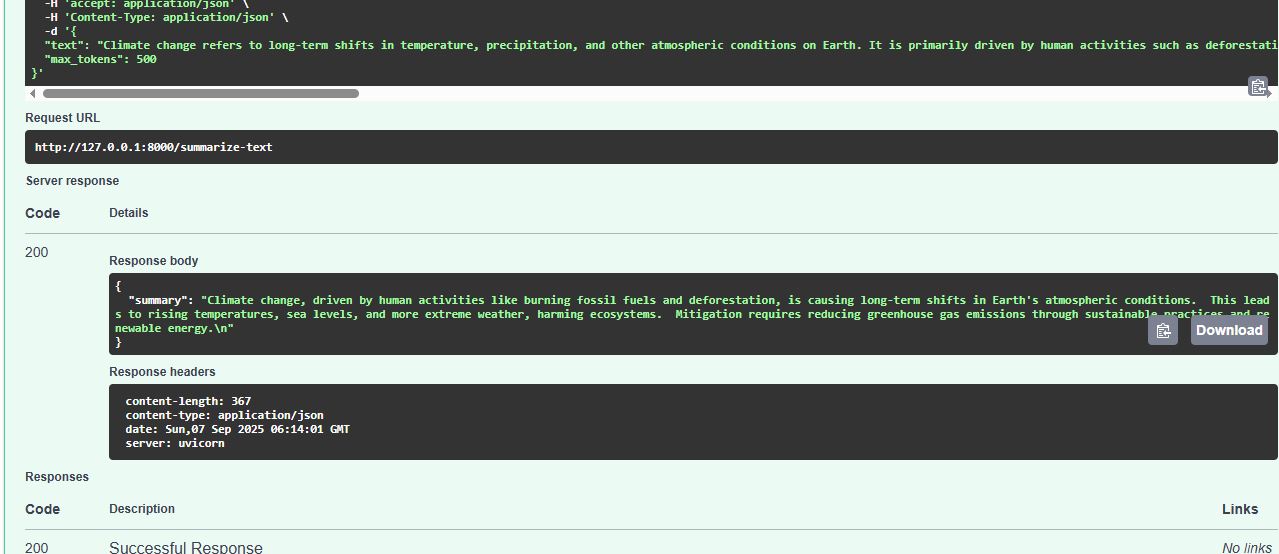 -H 'accept: application/json' \
-H 'Content-Type: application/json' \
-d '{
"text": "Climate change refers to long-term shifts in temperature, precipitation, and other atmospheric conditions on Earth. It is primarily driven by human activities such as deforestati
"max_tokens": 500
}'
Request URL
http://127.0.0.1:8000/summarize-text
Server response
Code Details
200
Response body
{
"summary": "Climate change, driven by human activities like burning fossil fuels and deforestation, is causing long-term shifts in Earth's atmospheric conditions.  This lead
s to rising temperatures, sea levels, and more extreme weather, harming ecosystems.  Mitigation requires reducing greenhouse gas emissions through sustainable practices and re
newable energy.\n"
}
Download
Response headers
content-length: 367
content-type: application/json
date: Sun,07 Sep 2025 06:14:01 GMT
server: uvicorn
Responses
Code Description Links
200 Successful Response No links